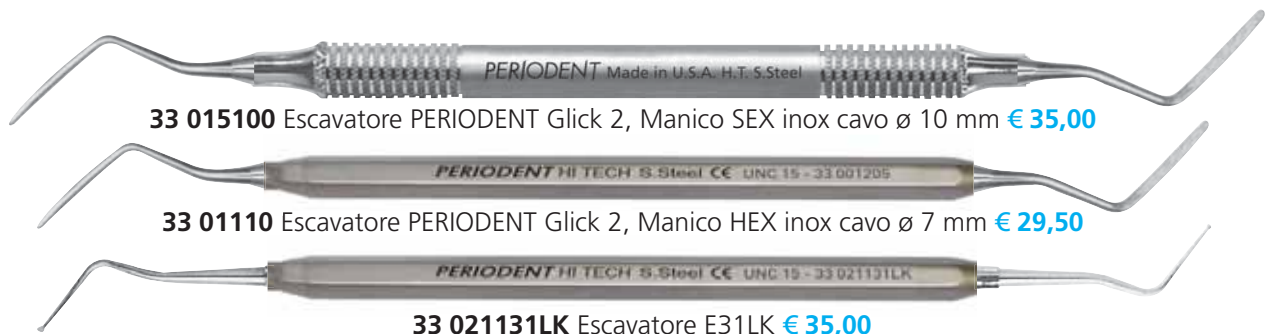 PERIODENT Made in U.S.A. H.T. S.Steel
33 015100 Escavatore PERIODENT Glick 2, Manico SEX inox cavo ø 10 mm € 35,00
PERIODENT HI TECH S.Steel CE UNC 15 - 33 001205
33 01110 Escavatore PERIODENT Glick 2, Manico HEX inox cavo ø 7 mm € 29,50
PERIODENT HI TECH S.Steel CE UNC 15 - 33 021131LK
33 021131LK Escavatore E31LK € 35,00